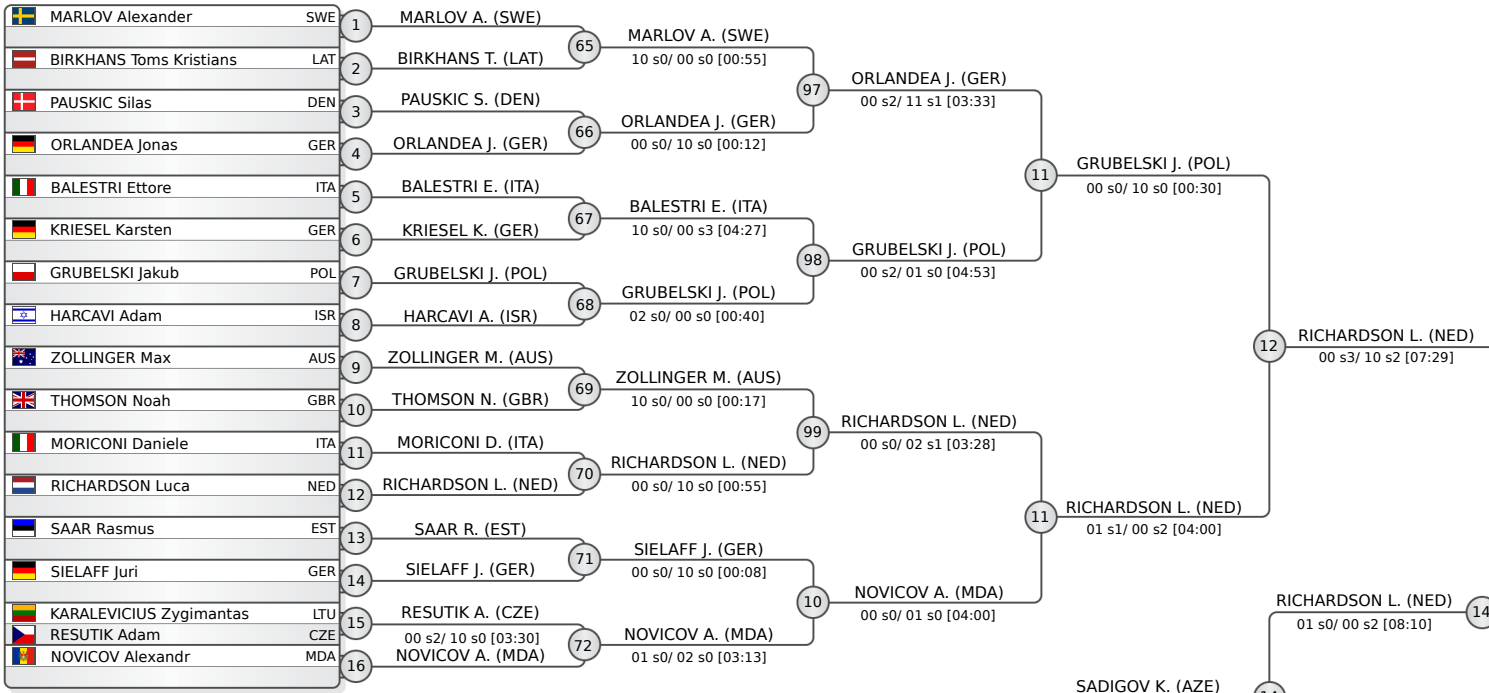 MARLOV Alexander SWE
BIRKHANS Toms Kristians LAT
PAUSKIC Silas DEN
ORLANDEA Jonas GER
BALESTRI Ettore ITA
KRIESEL Karsten GER
GRUBELSKI Jakub POL
HARCAVI Adam ISR
ZOLLINGER Max AUS
THOMSON Noah GBR
MORICONI Daniele ITA
RICHARDSON Luca NED
SAAR Rasmus EST
SIELAFF Juri GER
KARALEVICIUS Zygimantas LTU
RESUTIK Adam CZE
NOVICOV Alexandr MDA
1
2
3
4
5
6
7
8
9
10
11
12
13
14
15
16
MARLOV A. (SWE)
BIRKHANS T. (LAT)
PAUSKIC S. (DEN)
ORLANDEA J. (GER)
BALESTRI E. (ITA)
KRIESEL K. (GER)
GRUBELSKI J. (POL)
HARCAVI A. (ISR)
ZOLLINGER M. (AUS)
THOMSON N. (GBR)
MORICONI D. (ITA)
RICHARDSON L. (NED)
SAAR R. (EST)
SIELAFF J. (GER)
RESUTIK A. (CZE)
00 s2/ 10 s0 [03:30]
NOVICOV A. (MDA)
65
66
67
68
69
70
71
72
MARLOV A. (SWE)
10 s0/ 00 s0 [00:55]
ORLANDEA J. (GER)
00 s0/ 10 s0 [00:12]
BALESTRI E. (ITA)
10 s0/ 00 s3 [04:27]
GRUBELSKI J. (POL)
02 s0/ 00 s0 [00:40]
ZOLLINGER M. (AUS)
10 s0/ 00 s0 [00:17]
RICHARDSON L. (NED)
00 s0/ 10 s0 [00:55]
SIELAFF J. (GER)
00 s0/ 10 s0 [00:08]
NOVICOV A. (MDA)
01 s0/ 02 s0 [03:13]
97
98
99
10
ORLANDEA J. (GER)
00 s2/ 11 s1 [03:33]
GRUBELSKI J. (POL)
00 s2/ 01 s0 [04:53]
RICHARDSON L. (NED)
00 s0/ 02 s1 [03:28]
NOVICOV A. (MDA)
00 s0/ 01 s0 [04:00]
11
11
GRUBELSKI J. (POL)
00 s0/ 10 s0 [00:30]
RICHARDSON L. (NED)
01 s1/ 00 s2 [04:00]
12
RICHARDSON L. (NED)
00 s3/ 10 s2 [07:29]
RICHARDSON L. (NED)
01 s0/ 00 s2 [08:10]
14
SADIGOV K. (AZE)